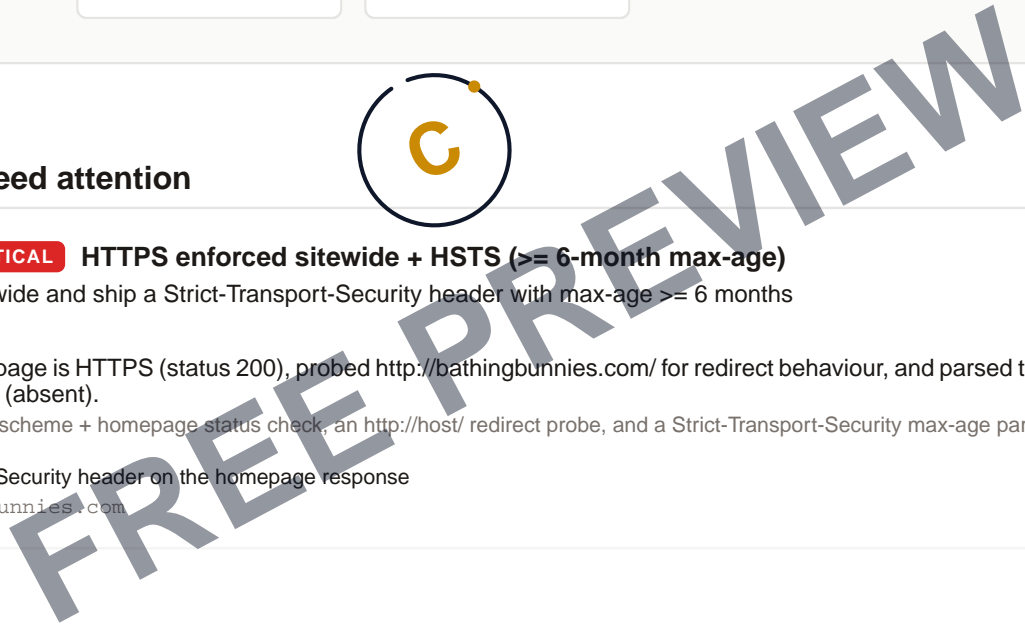 C
eed attention
TICAL HTTPS enforced sitewide + HSTS (>= 6-month max-age)
wide and ship a Strict-Transport-Security header with max-age >= 6 months
page is HTTPS (status 200), probed http://bathingbunnies.com/ for redirect behaviour, and parsed t
(absent).
scheme + homepage status check, an http://host/ redirect probe, and a Strict-Transport-Security max-age par
Security header on the homepage response
unnies.com
FREE PREVIEW